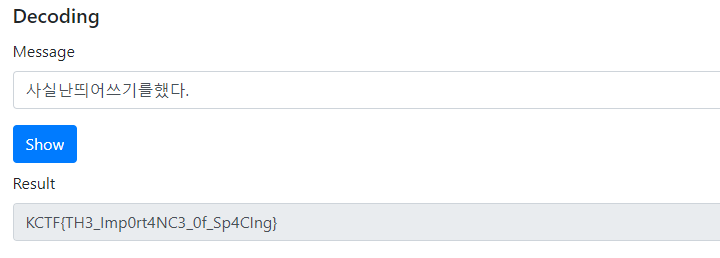 Decoding
Message
사실난띄어쓰기를했다.
Show
Result
KCTF{TH3_Imp0rt4NC3_0f_Sp4CIng}